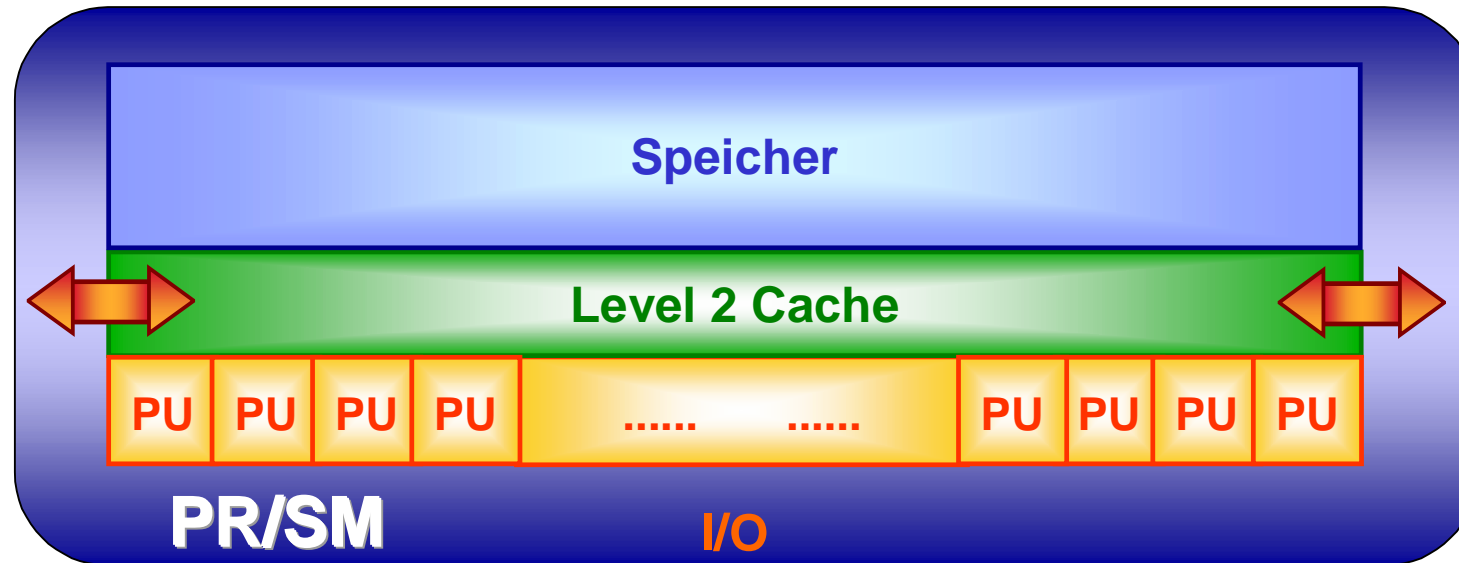 Speicher
Level 2 Cache
PU PU PU PU ...... ...... PU PU PU PU
PR/SM I/O